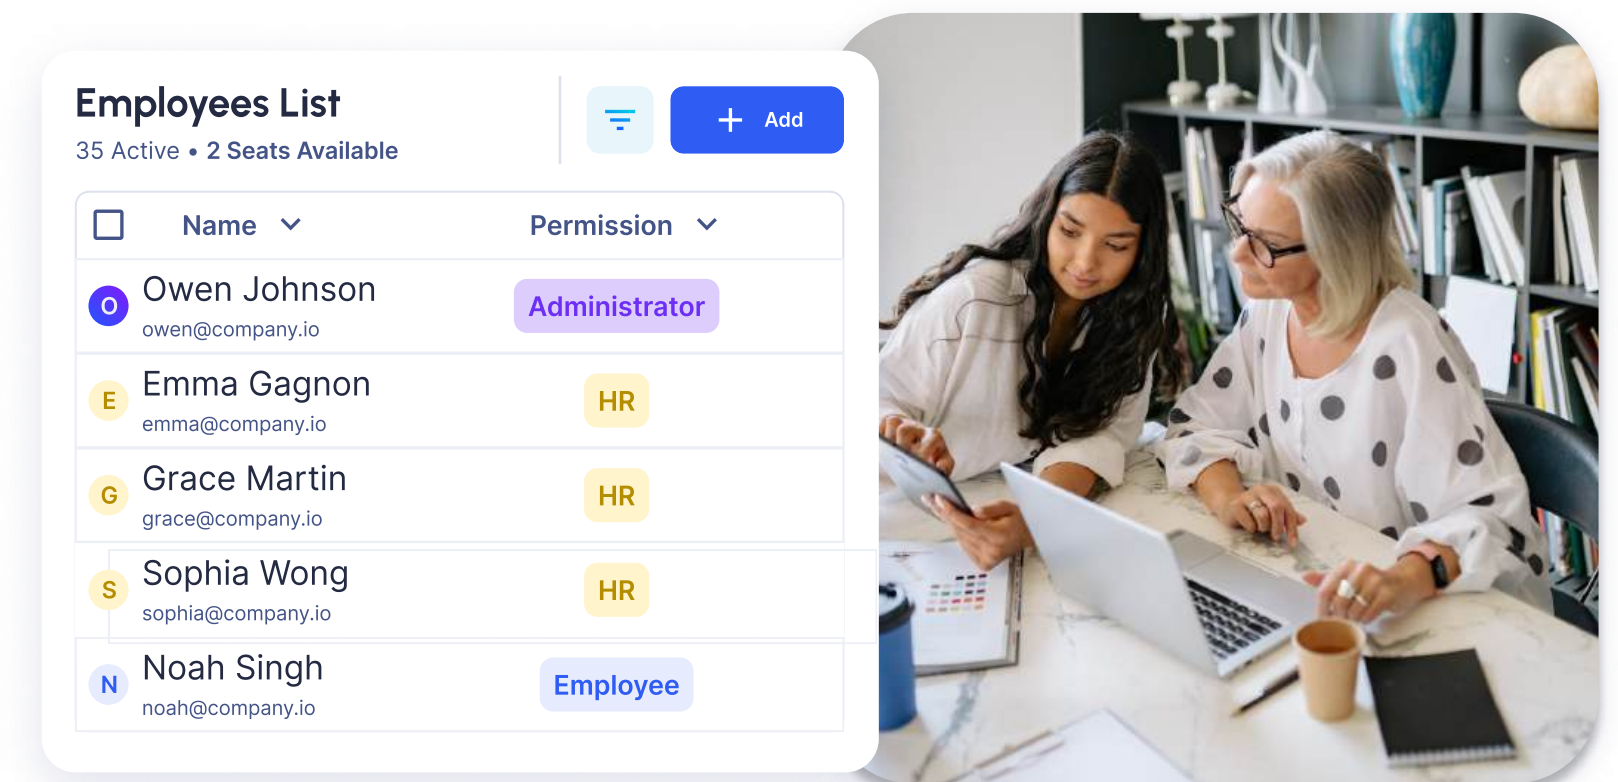 Employees List
35 Active • 2 Seats Available
Add
Name
Permission
O
Owen Johnson
owen@company.io
Administrator
E
Emma Gagnon
emma@company.io
HR
G
Grace Martin
grace@company.io
HR
S
Sophia Wong
sophia@company.io
HR
N
Noah Singh
noah@company.io
Employee